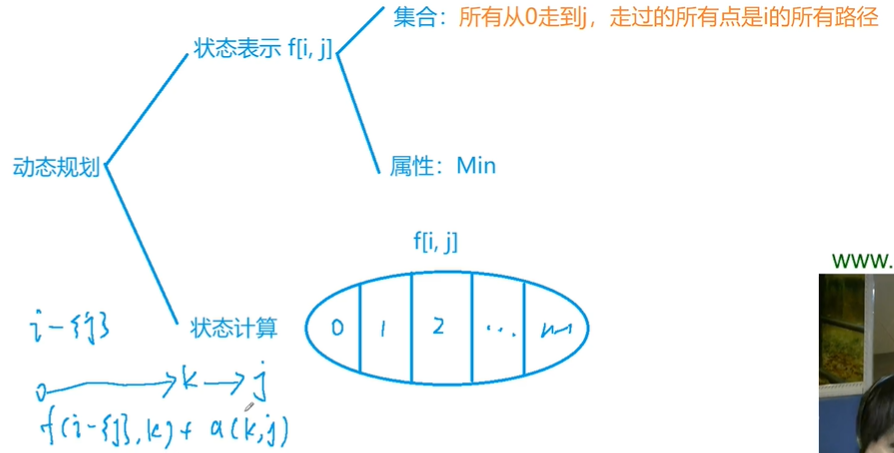 集合：所有从0走到j，走过的所有点是i的所有路径
状态表示 f[i, j]
动态规划
属性：Min
f[i, j]
www.
i-{j}
状态计算
0 1 2 ... n-1
0 → k → j
f(i-{j}, k) + a(k,j)